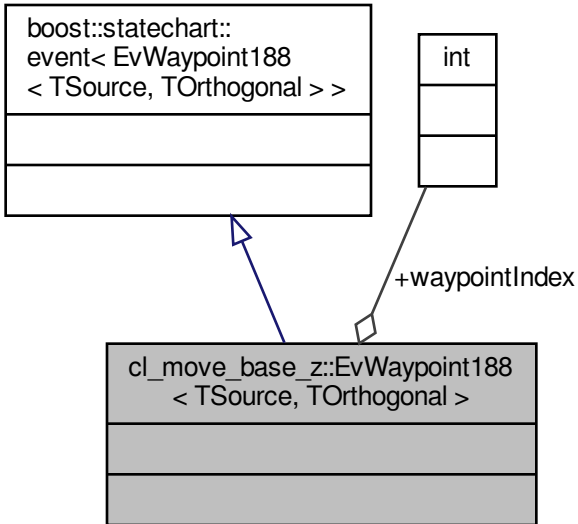 boost::statechart::
event< EvWaypoint188
< TSource, TOrthogonal > >
int
+waypointIndex
cl_move_base_z::EvWaypoint188
< TSource, TOrthogonal >